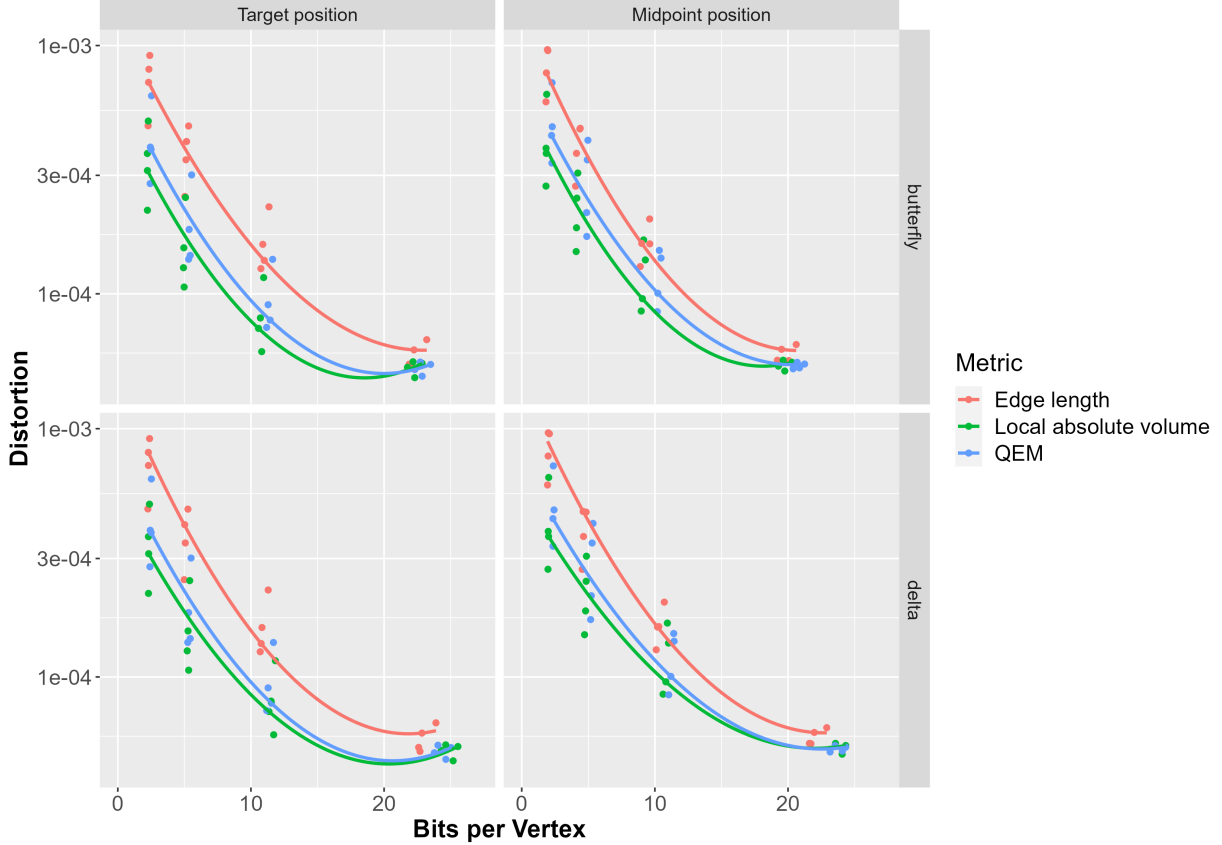 Target position
Midpoint position
1e-03
3e-04
1e-04
butterfly
1e-03
3e-04
1e-04
delta
Distortion
0
10
20
0
10
20
Bits per Vertex
Metric
Edge length
Local absolute volume
QEM